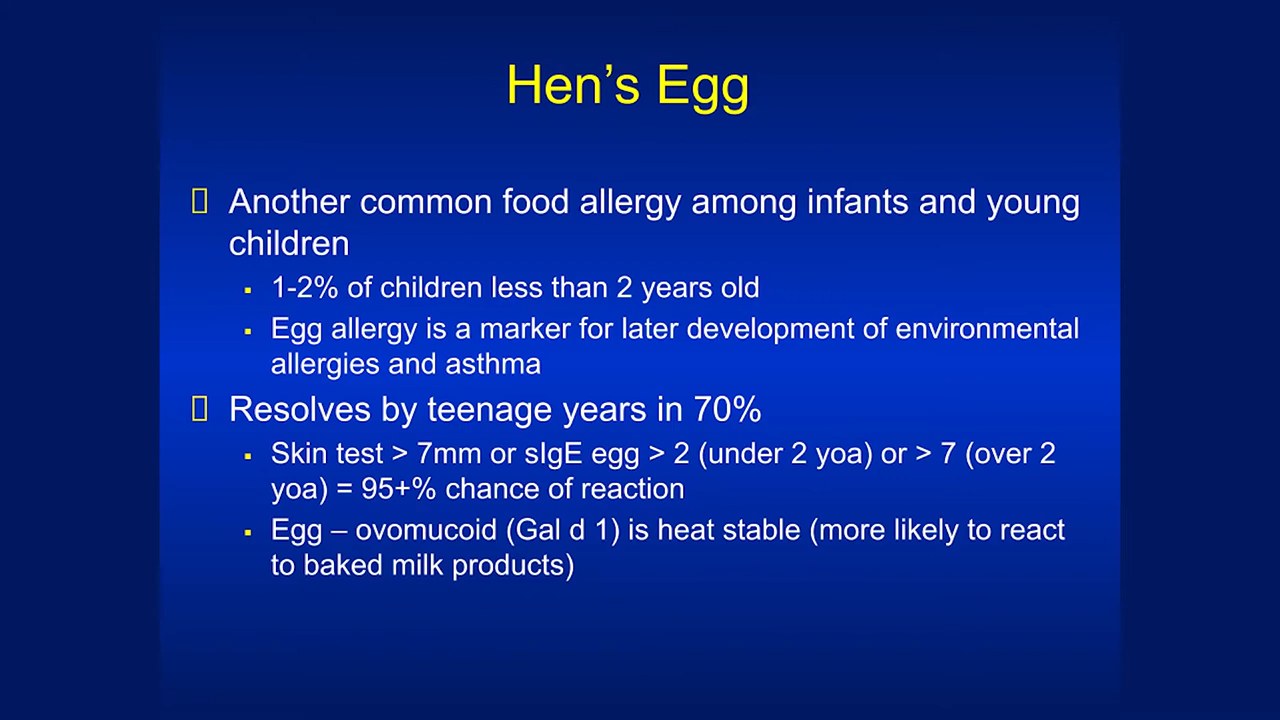 Hen’s Egg
Another common food allergy among infants and young
children
▪ 1-2% of children less than 2 years old
▪ Egg allergy is a marker for later development of environmental
allergies and asthma
Resolves by teenage years in 70%
▪ Skin test > 7mm or sIgE egg > 2 (under 2 yoa) or > 7 (over 2
yoa) = 95+% chance of reaction
▪ Egg – ovomucoid (Gal d 1) is heat stable (more likely to react
to baked milk products)